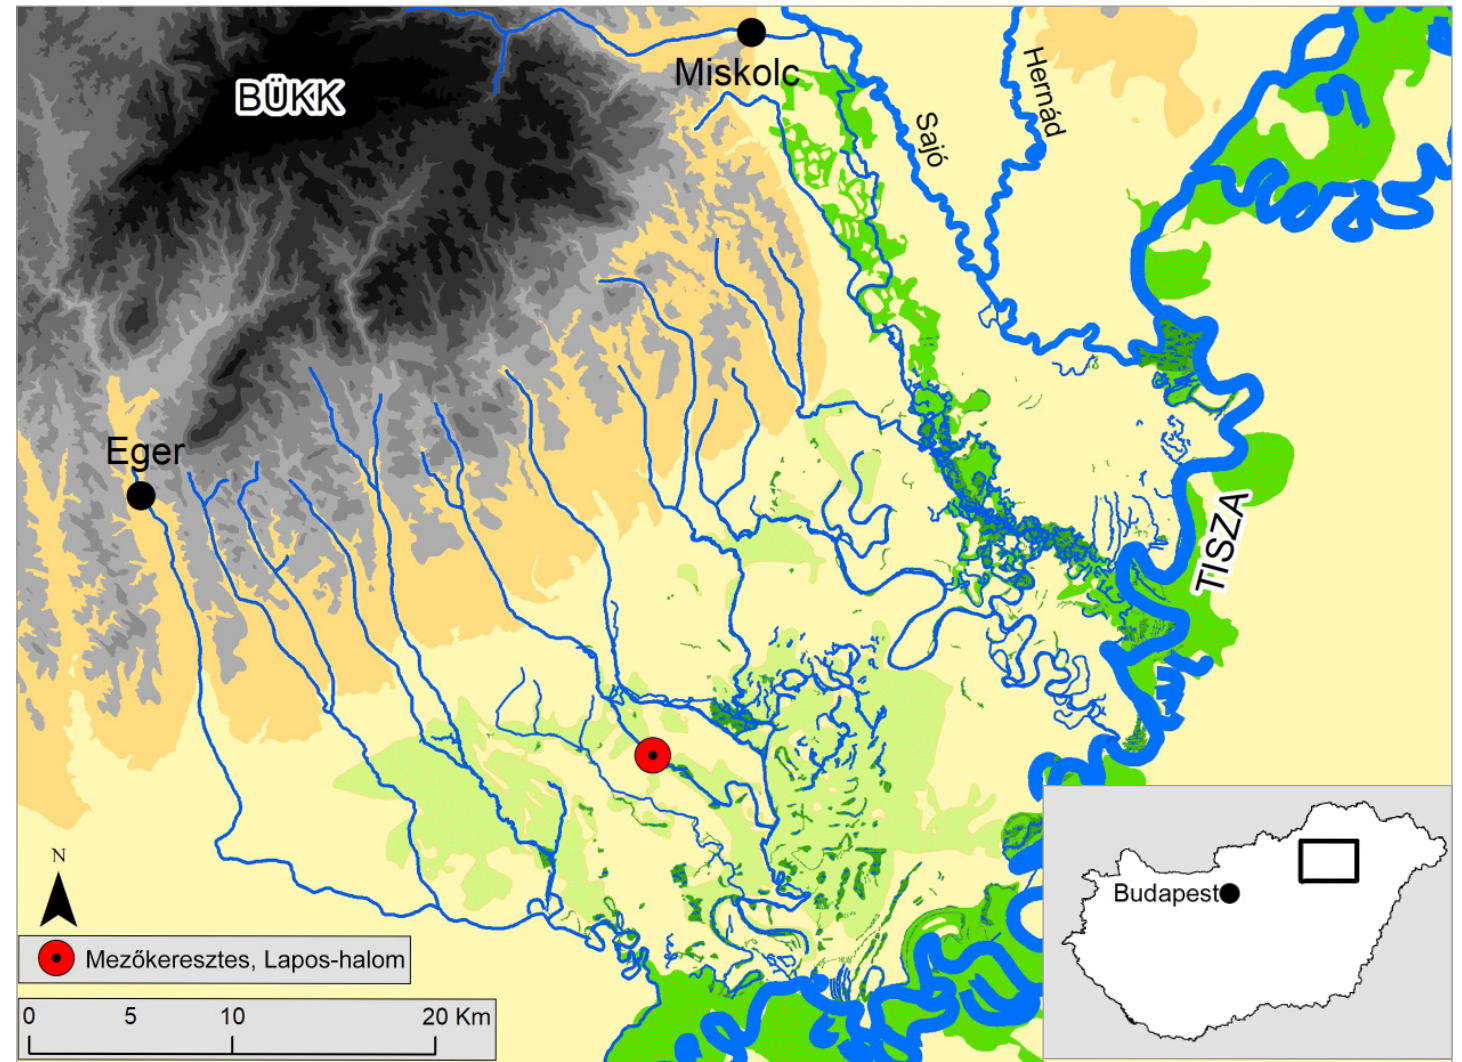 Miskolc
BÜKK
Hernád
Sajó
Eger
TISZA
N
Mezőkeresztes, Lapos-halom
0 5 10 20 Km
Budapest